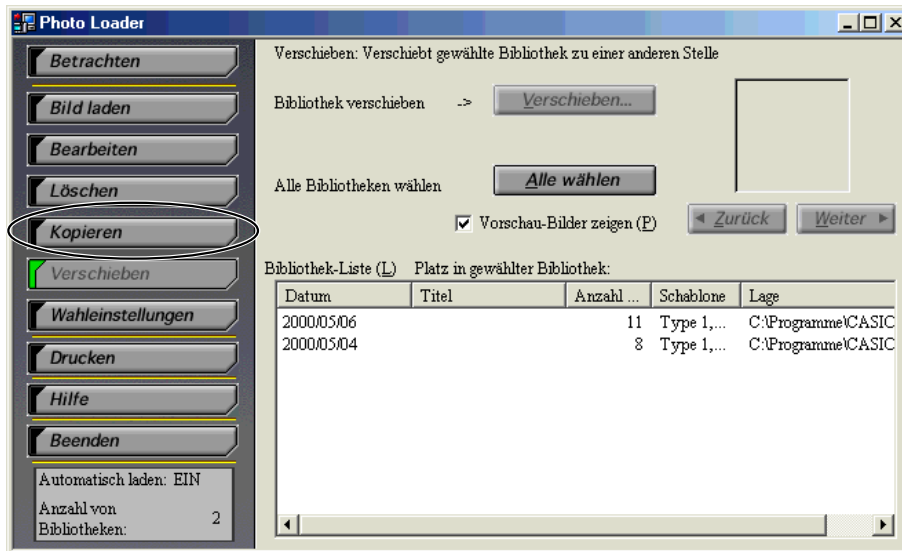 Photo Loader
Betrachten
Bild laden
Bearbeiten
Löschen
Kopieren
Verschieben
Wahleinstellungen
Drucken
Hilfe
Beenden
Automatisch laden: EIN
Anzahl von
Bibliotheken: 2
Verschieben: Verschiebt gewählte Bibliothek zu einer anderen Stelle
Bibliothek verschieben -> Verschieben...
Alle Bibliotheken wählen Alle wählen
Vorschau-Bilder zeigen (P) Zurück Weiter
Bibliothek-Liste (L) Platz in gewählter Bibliothek:
Datum Titel Anzahl ... Schablone Lage
2000/05/06 11 Type 1,... C:\Programme\CASIC
2000/05/04 8 Type 1,... C:\Programme\CASIC